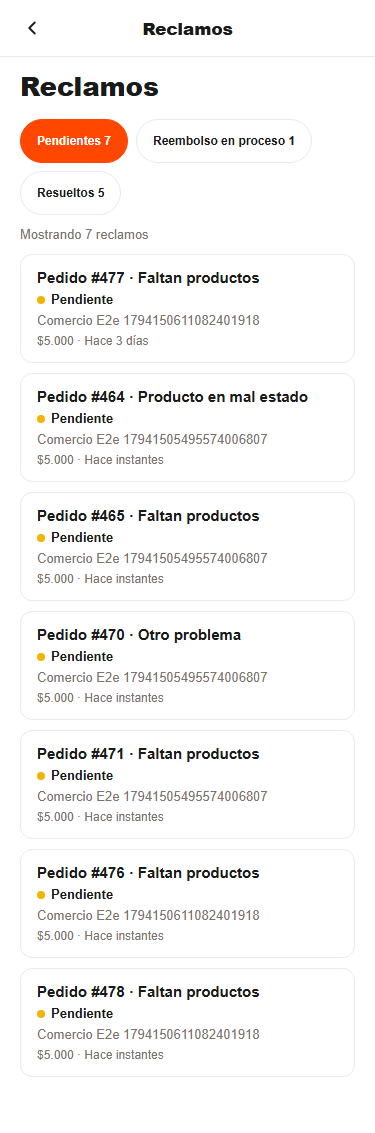 Reclamos
Reclamos
Pendientes 7
Reembolso en proceso 1
Resueltos 5
Mostrando 7 reclamos
Pedido #477 · Faltan productos
Pendiente
Comercio E2e 1794150611082401918
$5.000 · Hace 3 días
Pedido #464 · Producto en mal estado
Pendiente
Comercio E2e 17941505495574006807
$5.000 · Hace instantes
Pedido #465 · Faltan productos
Pendiente
Comercio E2e 17941505495574006807
$5.000 · Hace instantes
Pedido #470 · Otro problema
Pendiente
Comercio E2e 17941505495574006807
$5.000 · Hace instantes
Pedido #471 · Faltan productos
Pendiente
Comercio E2e 17941505495574006807
$5.000 · Hace instantes
Pedido #476 · Faltan productos
Pendiente
Comercio E2e 1794150611082401918
$5.000 · Hace instantes
Pedido #478 · Faltan productos
Pendiente
Comercio E2e 1794150611082401918
$5.000 · Hace instantes